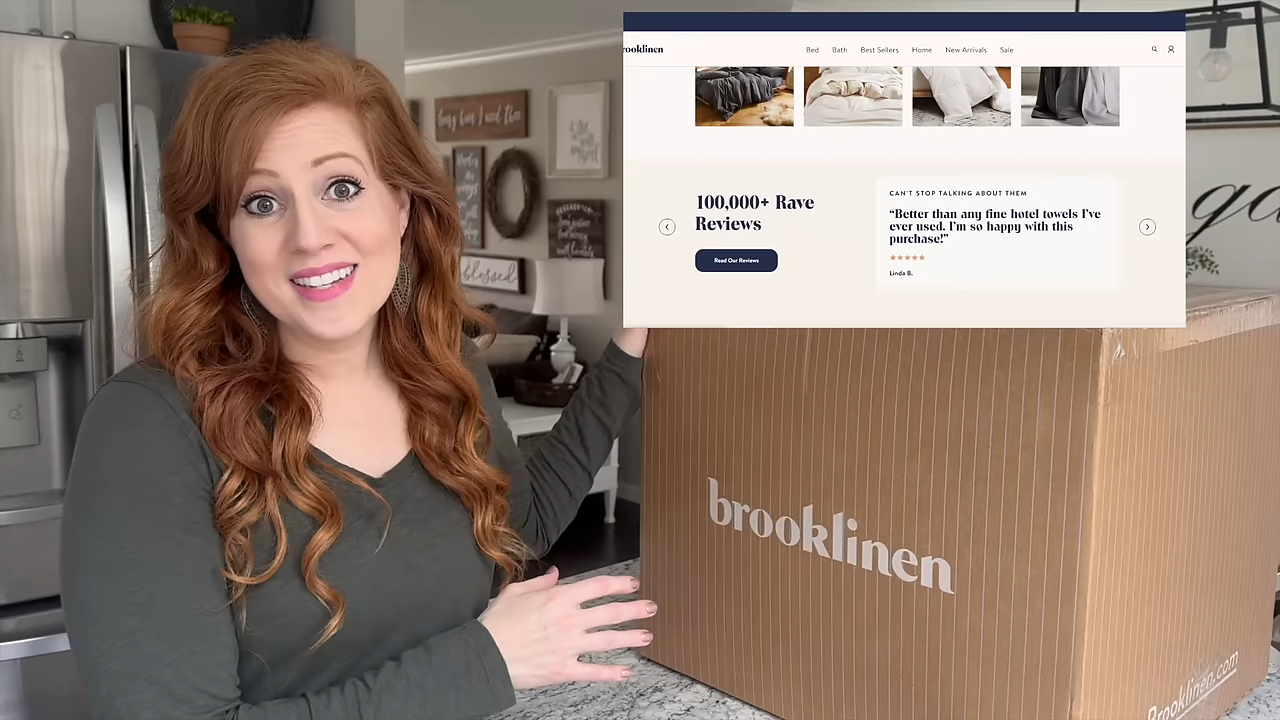 rooklinen
Bed Bath Best Sellers Home New Arrivals Sale
100,000+ Rave
Reviews
Read Our Reviews
CAN'T STOP TALKING ABOUT THEM
“Better than any fine hotel towels I’ve
ever used. I’m so happy with this
purchase!”
Linda B.
blessed
brooklinen
Brooklinen.com